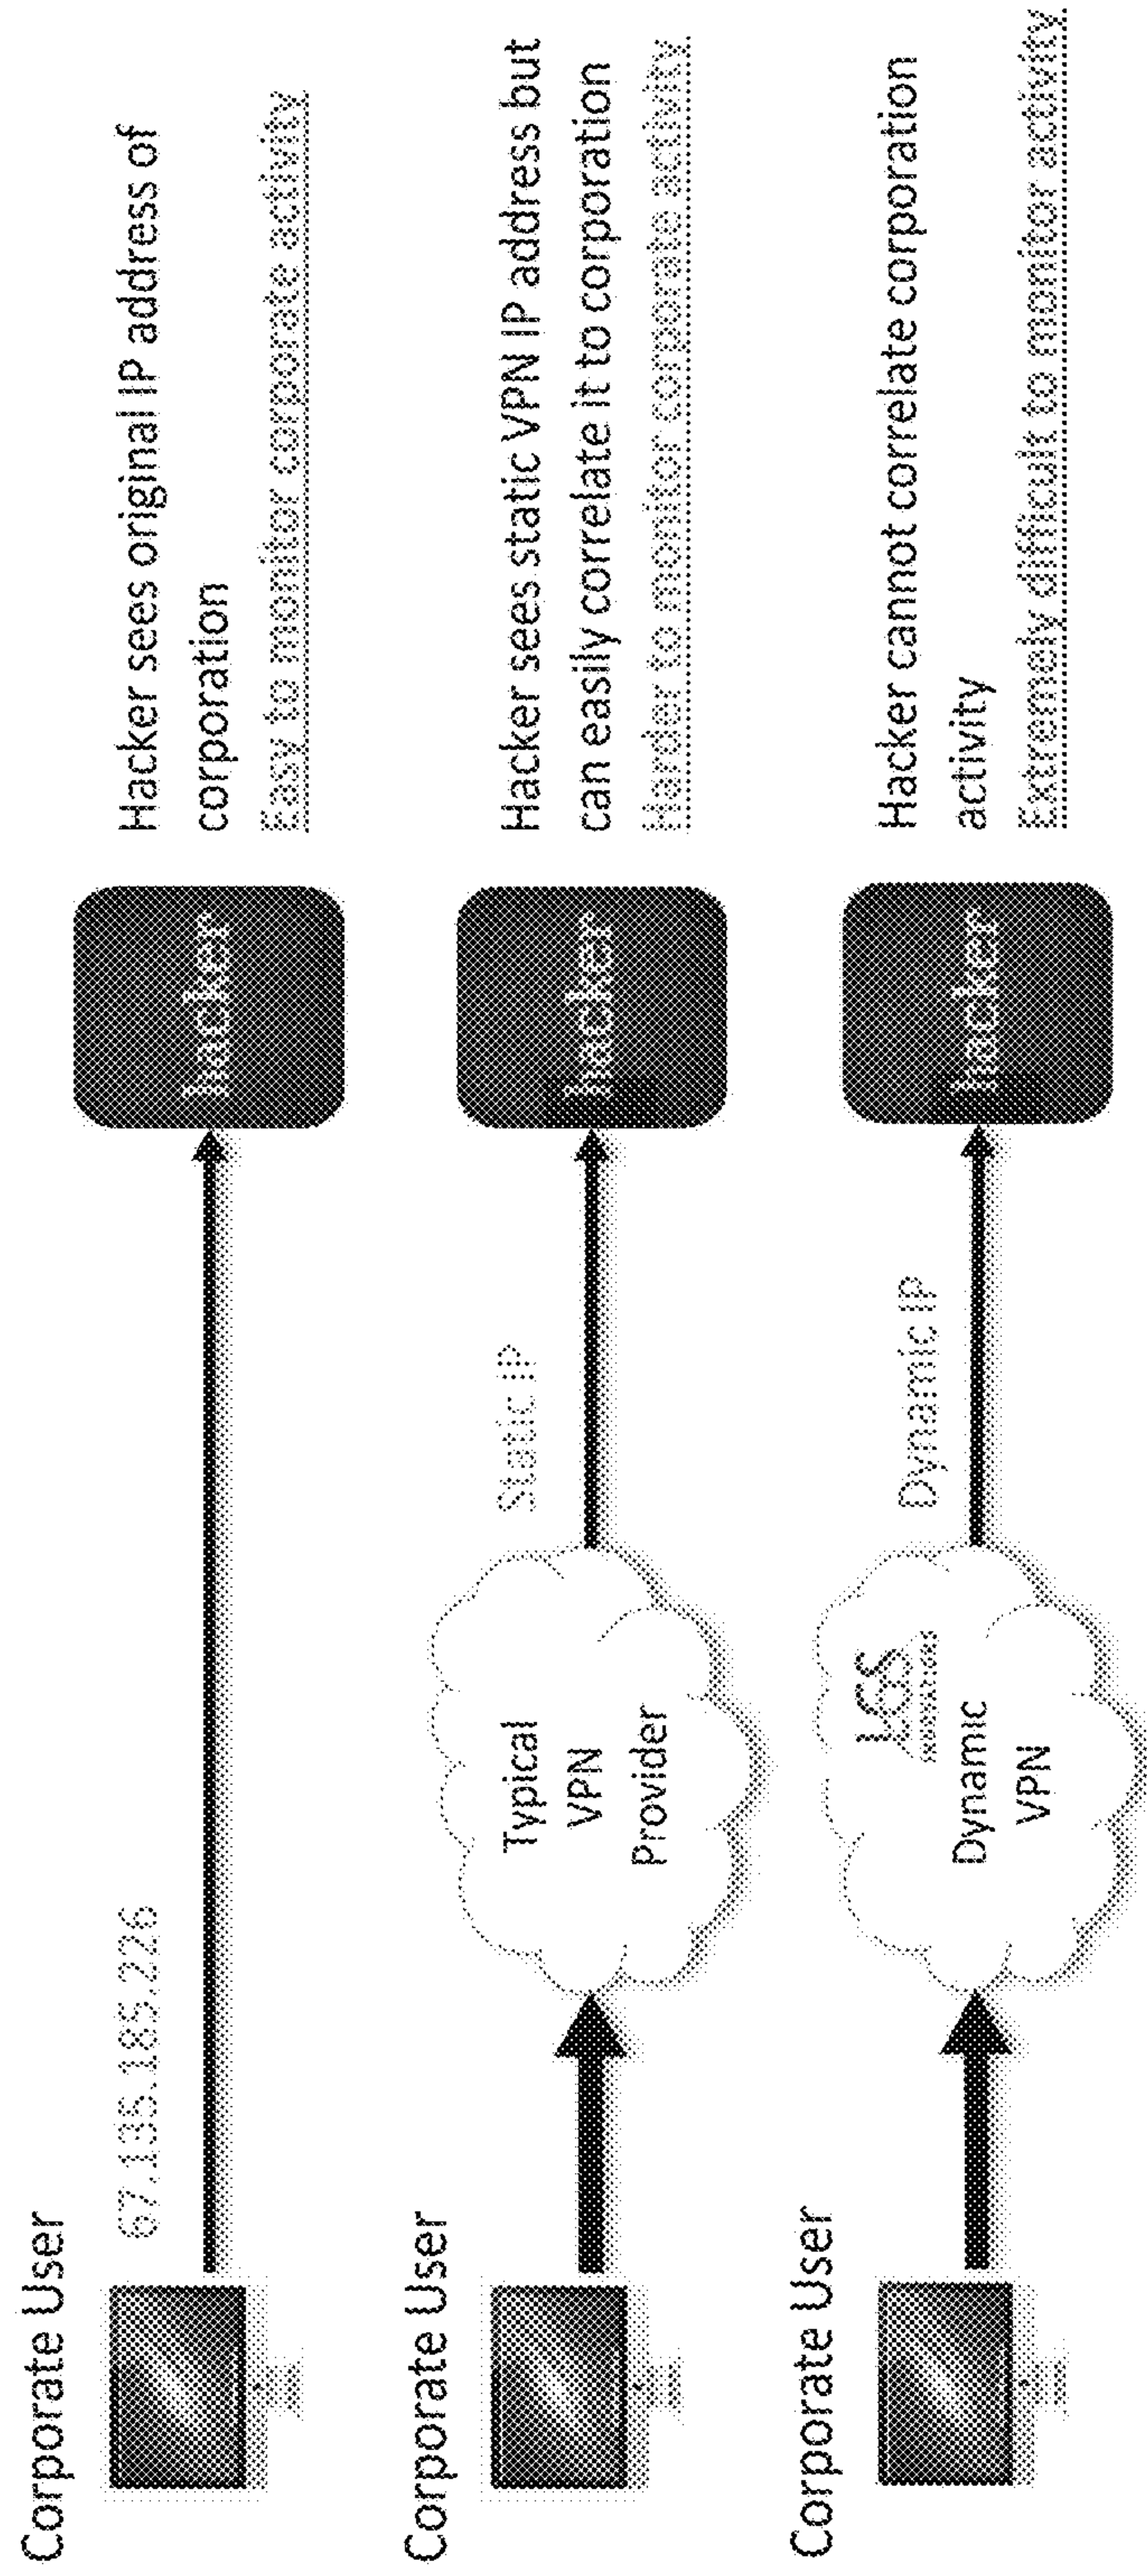 Corporate User
67.135.185.226
hacker
Hacker sees original IP address of
corporation
Easy to monitor corporate activity
Corporate User
Typical
VPN
Provider
Static IP
hacker
Hacker sees static VPN IP address but
can easily correlate it to corporation
Harder to monitor corporate activity
Corporate User
LGS
INNOVATIONS
Dynamic
VPN
Dynamic IP
hacker
Hacker cannot correlate corporation
activity
Extremely difficult to monitor activity